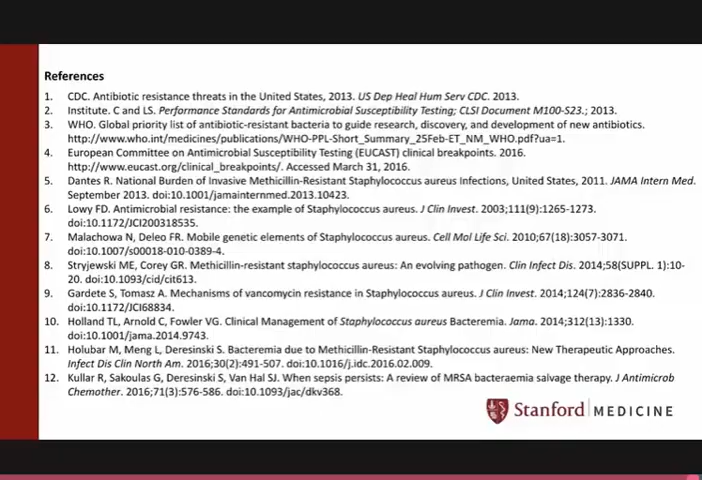 References
1. CDC. Antibiotic resistance threats in the United States, 2013. US Dep Heal Hum Serv CDC. 2013.
2. Institute. C and LS. Performance Standards for Antimicrobial Susceptibility Testing; CLSI Document M100-S23.; 2013.
3. WHO. Global priority list of antibiotic-resistant bacteria to guide research, discovery, and development of new antibiotics.
http://www.who.int/medicines/publications/WHO-PPL-Short_Summary_25Feb-ET_NM_WHO.pdf?ua=1.
4. European Committee on Antimicrobial Susceptibility Testing (EUCAST) clinical breakpoints. 2016.
http://www.eucast.org/clinical_breakpoints/. Accessed March 31, 2016.
5. Dantes R. National Burden of Invasive Methicillin-Resistant Staphylococcus aureus Infections, United States, 2011. JAMA Intern Med.
September 2013. doi:10.1001/jamainternmed.2013.10423.
6. Lowy FD. Antimicrobial resistance: the example of Staphylococcus aureus. J Clin Invest. 2003;111(9):1265-1273.
doi:10.1172/JCI200318535.
7. Malachowa N, Deleo FR. Mobile genetic elements of Staphylococcus aureus. Cell Mol Life Sci. 2010;67(18):3057-3071.
doi:10.1007/s00018-010-0389-4.
8. Stryjewski ME, Corey GR. Methicillin-resistant staphylococcus aureus: An evolving pathogen. Clin Infect Dis. 2014;58(SUPPL. 1):10-
20. doi:10.1093/cid/cit613.
9. Gardete S, Tomasz A. Mechanisms of vancomycin resistance in Staphylococcus aureus. J Clin Invest. 2014;124(7):2836-2840.
doi:10.1172/JCI68834.
10. Holland TL, Arnold C, Fowler VG. Clinical Management of Staphylococcus aureus Bacteremia. Jama. 2014;312(13):1330.
doi:10.1001/jama.2014.9743.
11. Holubar M, Meng L, Deresinski S. Bacteremia due to Methicillin-Resistant Staphylococcus aureus: New Therapeutic Approaches.
Infect Dis Clin North Am. 2016;30(2):491-507. doi:10.1016/j.idc.2016.02.009.
12. Kullar R, Sakoulas G, Deresinski S, Van Hal SJ. When sepsis persists: A review of MRSA bacteraemia salvage therapy. J Antimicrob
Chemother. 2016;71(3):576-586. doi:10.1093/jac/dkv368.
Stanford MEDICINE